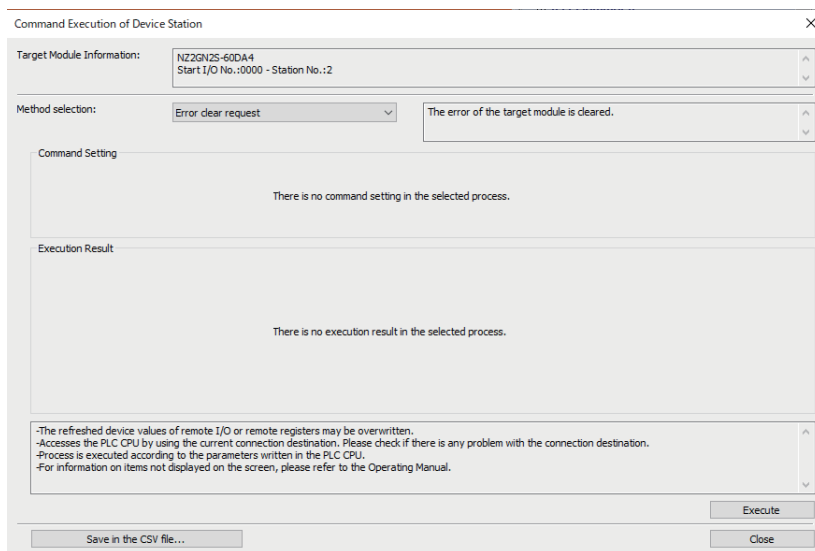 Command Execution of Device Station
Target Module Information:
NZ2GN2S-60DA4
Start I/O No.:0000 - Station No.:2
Method selection:
Error clear request
The error of the target module is cleared.
Command Setting
There is no command setting in the selected process.
Execution Result
There is no execution result in the selected process.
-The refreshed device values of remote I/O or remote registers may be overwritten.
-Accesses the PLC CPU by using the current connection destination. Please check if there is any problem with the connection destination.
-Process is executed according to the parameters written in the PLC CPU.
-For information on items not displayed on the screen, please refer to the Operating Manual.
Execute
Save in the CSV file...
Close